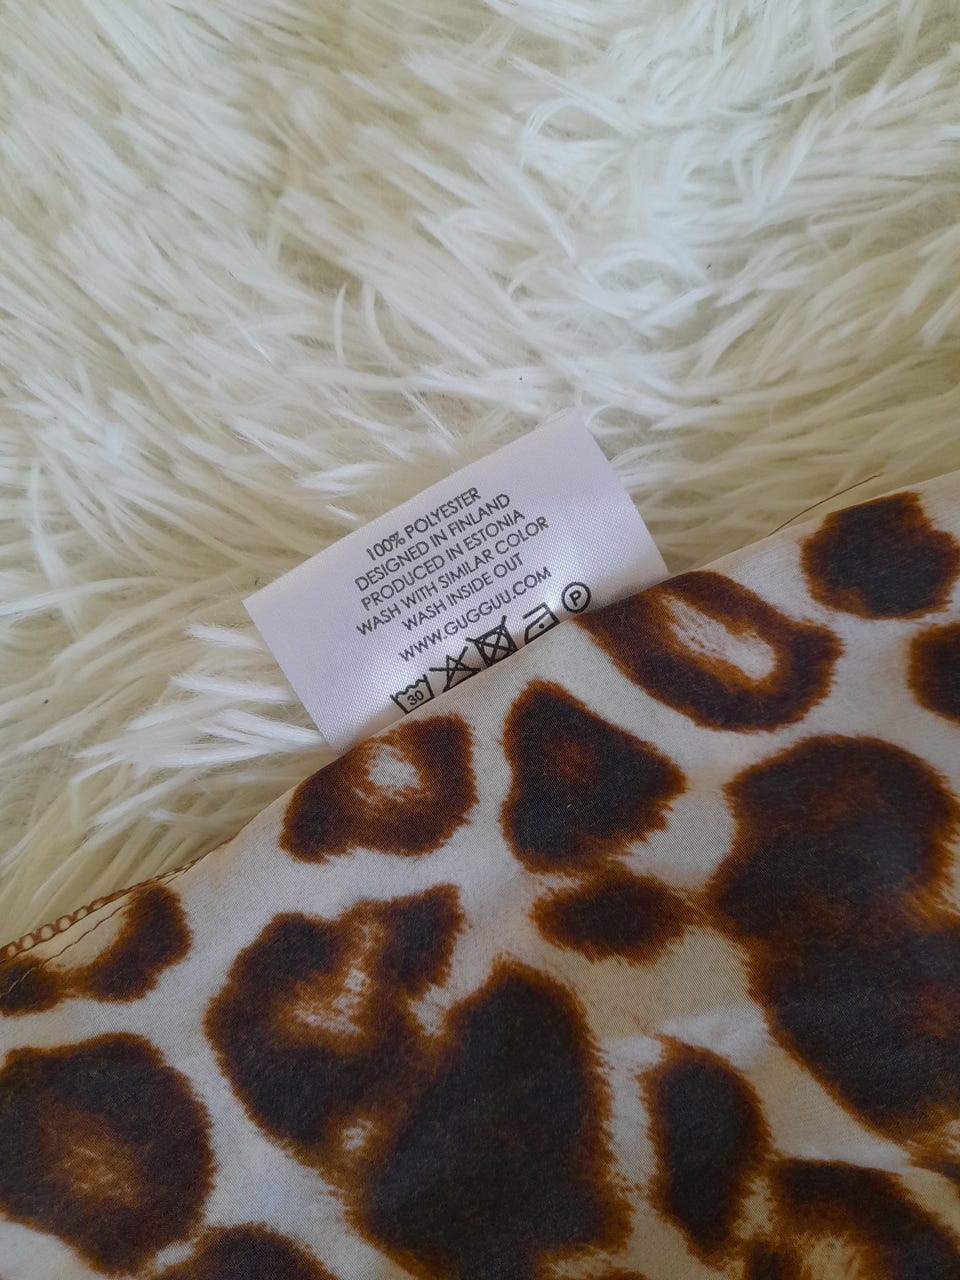 100% POLYESTER
DESIGNED IN FINLAND
PRODUCED IN ESTONIA
WASH WITH SIMILAR COLOR
WASH INSIDE OUT
WWW.GUGGUU.COM
30 P